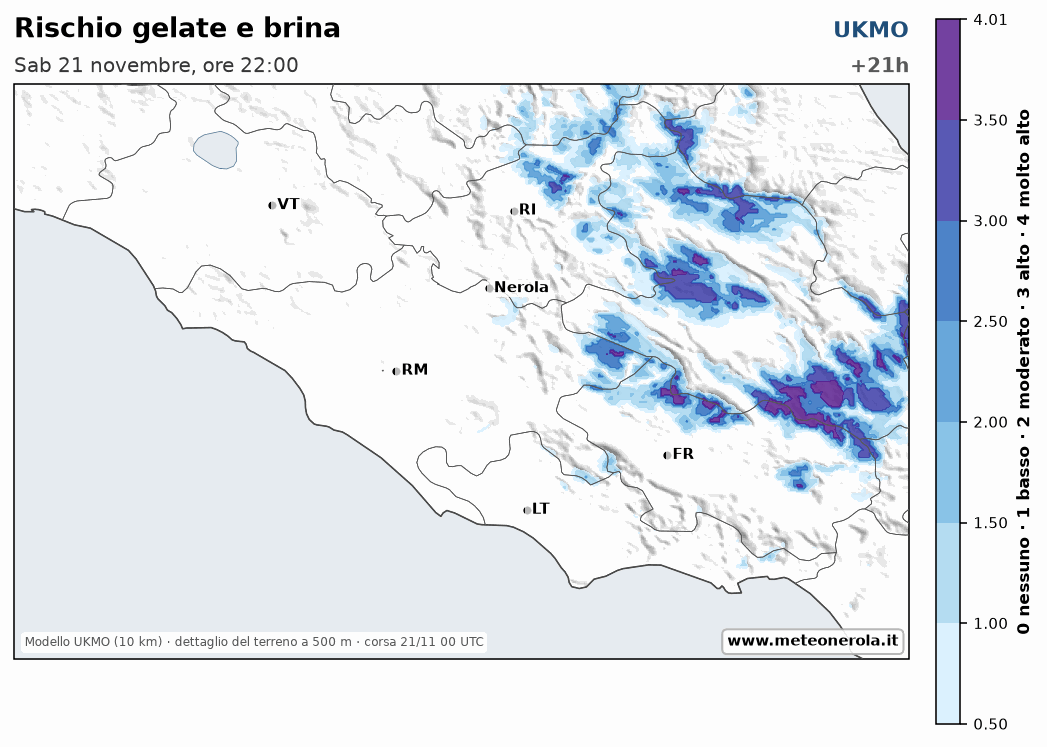 Rischio gelate e brina
UKMO
Sab 21 novembre, ore 22:00
+21h
VT
RI
Nerola
RM
FR
LT
Modello UKMO (10 km) · dettaglio del terreno a 500 m · corsa 21/11 00 UTC
www.meteonerola.it
4.01
3.50
3.00
2.50
2.00
1.50
1.00
0.50
0 nessuno · 1 basso · 2 moderato · 3 alto · 4 molto alto